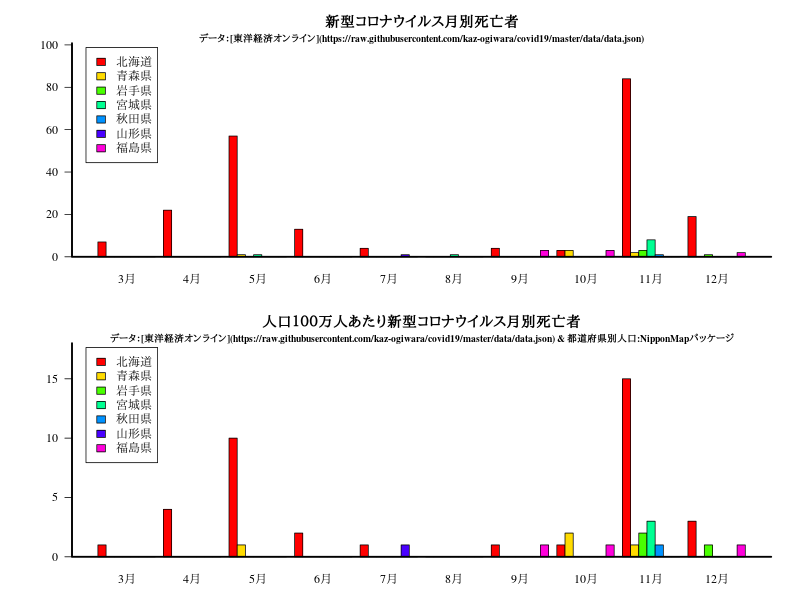 新型コロナウイルス月別死亡者
データ:[東洋経済オンライン](https://raw.githubusercontent.com/kaz-ogiwara/covid19/master/data/data.json)
100
80
60
40
20
0
北海道
青森県
岩手県
宮城県
秋田県
山形県
福島県
3月 4月 5月 6月 7月 8月 9月 10月 11月 12月
人口100万人あたり新型コロナウイルス月別死亡者
データ:[東洋経済オンライン](https://raw.githubusercontent.com/kaz-ogiwara/covid19/master/data/data.json) & 都道府県別人口:NipponMapパッケージ
15
10
5
0
北海道
青森県
岩手県
宮城県
秋田県
山形県
福島県
3月 4月 5月 6月 7月 8月 9月 10月 11月 12月